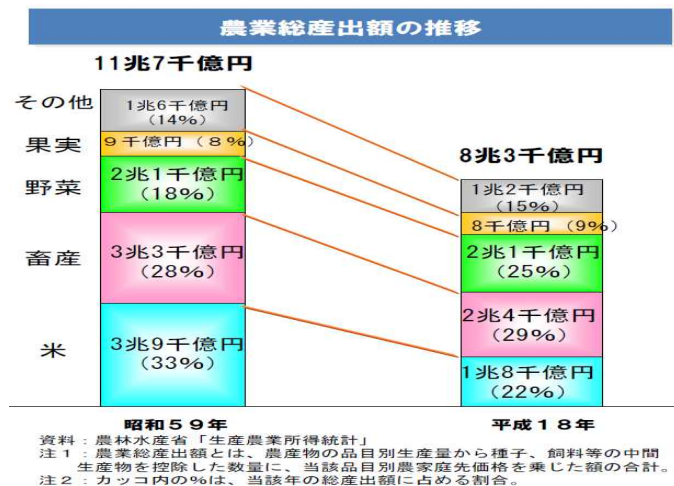 農業総産出額の推移
11兆7千億円
その他
1兆6千億円
(14%)
果実
9千億円(8%)
野菜
2兆1千億円
(18%)
畜産
3兆3千億円
(28%)
米
3兆9千億円
(33%)
昭和59年
8兆3千億円
1兆2千億円
(15%)
8千億円(9%)
2兆1千億円
(25%)
2兆4千億円
(29%)
1兆8千億円
(22%)
平成18年
資料:農林水産省「生産農業所得統計」
注1:農業総産出額とは、農産物の品目別生産量から種子、飼料等の中間
生産物を控除した数量に、当該品目別農家庭先価格を乗じた額の合計。
注2:カッコ内の%は、当該年の総産出額に占める割合。